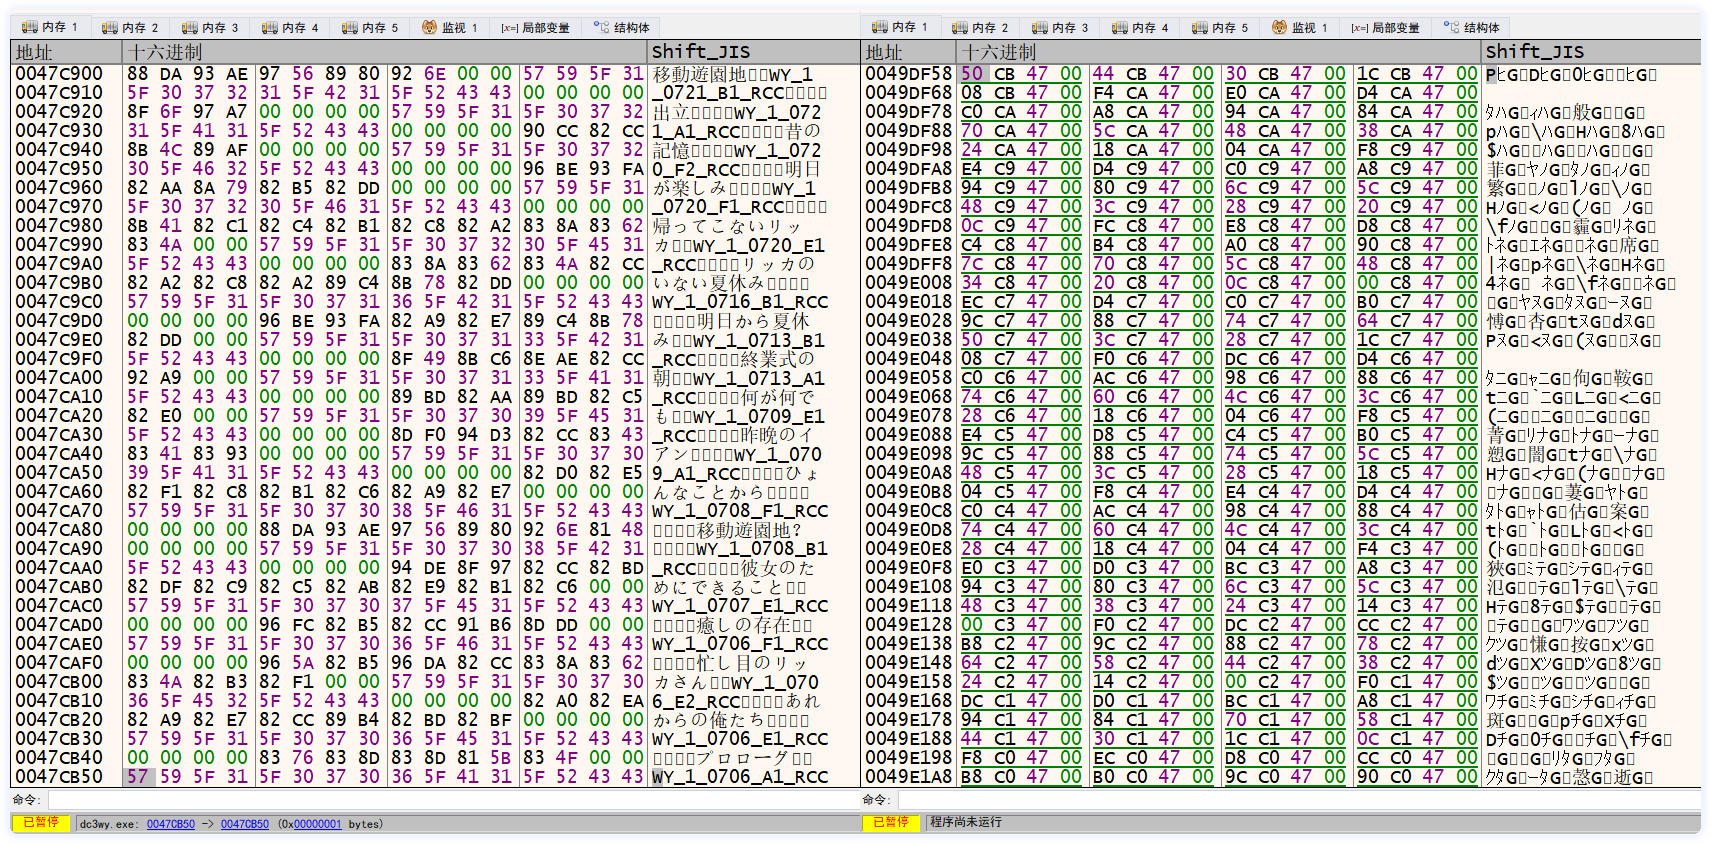 内存 1 内存 2 内存 3 内存 4 内存 5 监视 1 [x=] 局部变量 结构体
地址 十六进制 Shift_JIS
0047C900 88 DA 93 AE 97 56 89 80 92 6E 00 00 57 59 5F 31 移動遊園地□□WY_1
0047C910 5F 30 37 32 31 5F 42 31 5F 52 43 43 00 00 00 00 _0721_B1_RCC□□□□
0047C920 8F 6F 97 A7 00 00 00 00 57 59 5F 31 5F 30 37 32 出立□□□□WY_1_072
0047C930 31 5F 41 31 5F 52 43 43 00 00 00 00 90 CC 82 CC 1_A1_RCC□□□□昔の
0047C940 8B 4C 89 AF 00 00 00 00 57 59 5F 31 5F 30 37 32 記憶□□□□WY_1_072
0047C950 30 5F 46 32 5F 52 43 43 00 00 00 00 96 BE 93 FA 0_F2_RCC□□□□明日
0047C960 82 AA 8A 79 82 B5 82 DD 00 00 00 00 57 59 5F 31 が楽しみ□□□□WY_1
0047C970 5F 30 37 32 30 5F 46 31 5F 52 43 43 00 00 00 00 _0720_F1_RCC□□□□
0047C980 8B 41 82 C1 82 C4 82 B1 82 C8 82 A2 83 8A 83 62 帰ってこないリッ
0047C990 83 4A 00 00 57 59 5F 31 5F 30 37 32 30 5F 45 31 カ□□WY_1_0720_E1
0047C9A0 5F 52 43 43 00 00 00 00 83 8A 83 62 83 4A 82 CC _RCC□□□□リッカの
0047C9B0 82 A2 82 C8 82 A2 89 C4 8B 78 82 DD 00 00 00 00 いない夏休み□□□□
0047C9C0 57 59 5F 31 5F 30 37 31 36 5F 42 31 5F 52 43 43 WY_1_0716_B1_RCC
0047C9D0 00 00 00 00 96 BE 93 FA 82 A9 82 E7 89 C4 8B 78 □□□□明日から夏休
0047C9E0 82 DD 00 00 57 59 5F 31 5F 30 37 31 33 5F 42 31 み□□WY_1_0713_B1
0047C9F0 5F 52 43 43 00 00 00 00 8F 49 8B C6 8E AE 82 CC _RCC□□□□終業式の
0047CA00 92 A9 00 00 57 59 5F 31 5F 30 37 31 33 5F 41 31 朝□□WY_1_0713_A1
0047CA10 5F 52 43 43 00 00 00 00 89 BD 82 AA 89 BD 82 C5 _RCC□□□□何が何で
0047CA20 82 E0 00 00 57 59 5F 31 5F 30 37 30 39 5F 45 31 も□□WY_1_0709_E1
0047CA30 5F 52 43 43 00 00 00 00 8D F0 94 D3 82 CC 83 43 _RCC□□□□昨晩のイ
0047CA40 83 41 83 93 00 00 00 00 57 59 5F 31 5F 30 37 30 アン□□□□WY_1_070
0047CA50 39 5F 41 31 5F 52 43 43 00 00 00 00 82 D0 82 E5 9_A1_RCC□□□□ひょ
0047CA60 82 F1 82 C8 82 B1 82 C6 82 A9 82 E7 00 00 00 00 んなことから□□□□
0047CA70 57 59 5F 31 5F 30 37 30 38 5F 46 31 5F 52 43 43 WY_1_0708_F1_RCC
0047CA80 00 00 00 00 88 DA 93 AE 97 56 89 80 92 6E 81 48 □□□□移動遊園地?
0047CA90 00 00 00 00 57 59 5F 31 5F 30 37 30 38 5F 42 31 □□□□WY_1_0708_B1
0047CAA0 5F 52 43 43 00 00 00 00 94 DE 8F 97 82 CC 82 BD _RCC□□□□彼女のた
0047CAB0 82 DF 82 C9 82 C5 82 AB 82 E9 82 B1 82 C6 00 00 めにできること□□
0047CAC0 57 59 5F 31 5F 30 37 30 37 5F 45 31 5F 52 43 43 WY_1_0707_E1_RCC
0047CAD0 00 00 00 00 96 FC 82 B5 82 CC 91 B6 8D DD 00 00 □□□□癒しの存在□□
0047CAE0 57 59 5F 31 5F 30 37 30 36 5F 46 31 5F 52 43 43 WY_1_0706_F1_RCC
0047CAF0 00 00 00 00 96 5A 82 B5 96 DA 82 CC 83 8A 83 62 □□□□忙し目のリッ
0047CB00 83 4A 82 B3 82 F1 00 00 57 59 5F 31 5F 30 37 30 カさん□□WY_1_070
0047CB10 36 5F 45 32 5F 52 43 43 00 00 00 00 82 A0 82 EA 6_E2_RCC□□□□あれ
0047CB20 82 A9 82 E7 82 CC 89 B4 82 BD 82 BF 00 00 00 00 からの俺たち□□□□
0047CB30 57 59 5F 31 5F 30 37 30 36 5F 45 31 5F 52 43 43 WY_1_0706_E1_RCC
0047CB40 00 00 00 00 83 76 83 8D 83 8D 81 5B 83 4F 00 00 □□□□プロローグ□□
0047CB50 57 59 5F 31 5F 30 37 30 36 5F 41 31 5F 52 43 43 WY_1_0706_A1_RCC
命令:
已暂停 dc3wy.exe: 0047CB50 -> 0047CB50 (0x00000001 bytes)
内存 1 内存 2 内存 3 内存 4 内存 5 监视 1 [x=] 局部变量 结构体
地址 十六进制 Shift_JIS
0049DF58 50 CB 47 00 44 CB 47 00 30 CB 47 00 1C CB 47 00 PヒG□DヒG□0ヒG□□ヒG□
0049DF68 08 CB 47 00 F4 CA 47 00 E0 CA 47 00 D4 CA 47 00
0049DF78 C0 CA 47 00 A8 CA 47 00 94 CA 47 00 84 CA 47 00 タハG□ィハG□般G□□G□
0049DF88 70 CA 47 00 5C CA 47 00 48 CA 47 00 38 CA 47 00 pハG□\ハG□HハG□8ハG□
0049DF98 24 CA 47 00 18 CA 47 00 04 CA 47 00 F8 C9 47 00 $ハG□□ハG□□ハG□□G□
0049DFA8 E4 C9 47 00 D4 C9 47 00 C0 C9 47 00 A8 C9 47 00 菲G□ヤノG□タノG□ィノG□
0049DFB8 94 C9 47 00 80 C9 47 00 6C C9 47 00 5C C9 47 00 繁G□□ノG□lノG□\ノG□
0049DFC8 48 C9 47 00 3C C9 47 00 28 C9 47 00 20 C9 47 00 HノG□<ノG□(ノG□ ノG□
0049DFD8 0C C9 47 00 FC C8 47 00 E8 C8 47 00 D8 C8 47 00 \fノG□□G□霾G□リネG□
0049DFE8 C4 C8 47 00 B4 C8 47 00 A0 C8 47 00 90 C8 47 00 トネG□エネG□□ネG□席G□
0049DFF8 7C C8 47 00 70 C8 47 00 5C C8 47 00 48 C8 47 00 |ネG□pネG□\ネG□HネG□
0049E008 34 C8 47 00 20 C8 47 00 0C C8 47 00 00 C8 47 00 4ネG□ ネG□\fネG□□ネG□
0049E018 EC C7 47 00 D4 C7 47 00 C0 C7 47 00 B0 C7 47 00 □G□ヤヌG□タヌG□ーヌG□
0049E028 9C C7 47 00 88 C7 47 00 74 C7 47 00 64 C7 47 00 愽G□杏G□tヌG□dヌG□
0049E038 50 C7 47 00 3C C7 47 00 28 C7 47 00 1C C7 47 00 PヌG□<ヌG□(ヌG□□ヌG□
0049E048 08 C7 47 00 F0 C6 47 00 DC C6 47 00 D4 C6 47 00
0049E058 C0 C6 47 00 AC C6 47 00 98 C6 47 00 88 C6 47 00 タニG□ャニG□佝G□鞍G□
0049E068 74 C6 47 00 60 C6 47 00 4C C6 47 00 3C C6 47 00 tニG□`ニG□LニG□<ニG□
0049E078 28 C6 47 00 18 C6 47 00 04 C6 47 00 F8 C5 47 00 (ニG□□ニG□□ニG□□G□
0049E088 E4 C5 47 00 D8 C5 47 00 C4 C5 47 00 B0 C5 47 00 菁G□リナG□トナG□ーナG□
0049E098 9C C5 47 00 88 C5 47 00 74 C5 47 00 5C C5 47 00 愬G□闇G□tナG□\ナG□
0049E0A8 48 C5 47 00 3C C5 47 00 28 C5 47 00 18 C5 47 00 HナG□<ナG□(ナG□□ナG□
0049E0B8 04 C5 47 00 F8 C4 47 00 E4 C4 47 00 D4 C4 47 00 □ナG□□G□萋G□ヤトG□
0049E0C8 C0 C4 47 00 AC C4 47 00 98 C4 47 00 88 C4 47 00 タトG□ャトG□估G□案G□
0049E0D8 74 C4 47 00 60 C4 47 00 4C C4 47 00 3C C4 47 00 tトG□`トG□LトG□<トG□
0049E0E8 28 C4 47 00 18 C4 47 00 04 C4 47 00 F4 C3 47 00 (トG□□トG□□トG□□G□
0049E0F8 E0 C3 47 00 D0 C3 47 00 BC C3 47 00 A8 C3 47 00 狹G□ミテG□シテG□ィテG□
0049E108 94 C3 47 00 80 C3 47 00 6C C3 47 00 5C C3 47 00 氾G□□テG□lテG□\テG□
0049E118 48 C3 47 00 38 C3 47 00 24 C3 47 00 14 C3 47 00 HテG□8テG□$テG□□テG□
0049E128 00 C3 47 00 F0 C2 47 00 DC C2 47 00 CC C2 47 00 □テG□□G□ワツG□フツG□
0049E138 B8 C2 47 00 9C C2 47 00 88 C2 47 00 78 C2 47 00 クツG□慊G□按G□xツG□
0049E148 64 C2 47 00 58 C2 47 00 44 C2 47 00 38 C2 47 00 dツG□XツG□DツG□8ツG□
0049E158 24 C2 47 00 14 C2 47 00 00 C2 47 00 F0 C1 47 00 $ツG□□ツG□□ツG□□G□
0049E168 DC C1 47 00 D0 C1 47 00 BC C1 47 00 A8 C1 47 00 ワチG□ミチG□シチG□ィチG□
0049E178 94 C1 47 00 84 C1 47 00 70 C1 47 00 58 C1 47 00 斑G□□G□pチG□XチG□
0049E188 44 C1 47 00 30 C1 47 00 1C C1 47 00 0C C1 47 00 DチG□0チG□□チG□\fチG□
0049E198 F8 C0 47 00 EC C0 47 00 D8 C0 47 00 CC C0 47 00 □G□□G□リタG□フタG□
0049E1A8 B8 C0 47 00 B0 C0 47 00 9C C0 47 00 90 C0 47 00 クタG□ータG□愨G□逝G□
命令:
已暂停 程序尚未运行